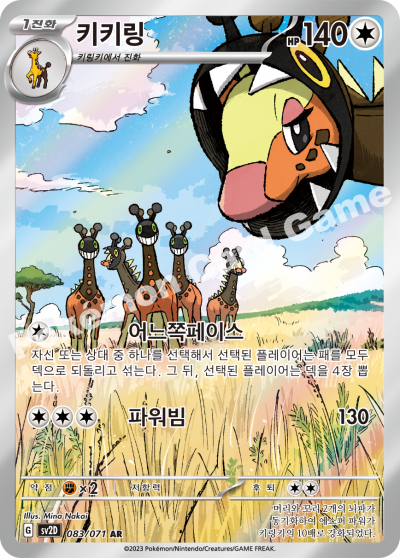 1진화
키키링
키링키에서 진화
HP 140
Pokémon Card Game
어느쪽페이스
자신 또는 상대 중 하나를 선택해서 선택된 플레이어는 패를 모두
덱으로 되돌리고 섞는다. 그 뒤, 선택된 플레이어는 덱을 4장 뽑
는다.
파워빔 130
약점 ×2 저항력 후퇴
Illus. Mina Nakai
G sv2D 083/071 AR
머리와 꼬리 2개의 뇌파가
동기화하여 에스퍼 파워가
키링키의 10배로 강화되었다.
©2023 Pokémon/Nintendo/Creatures/GAME FREAK.